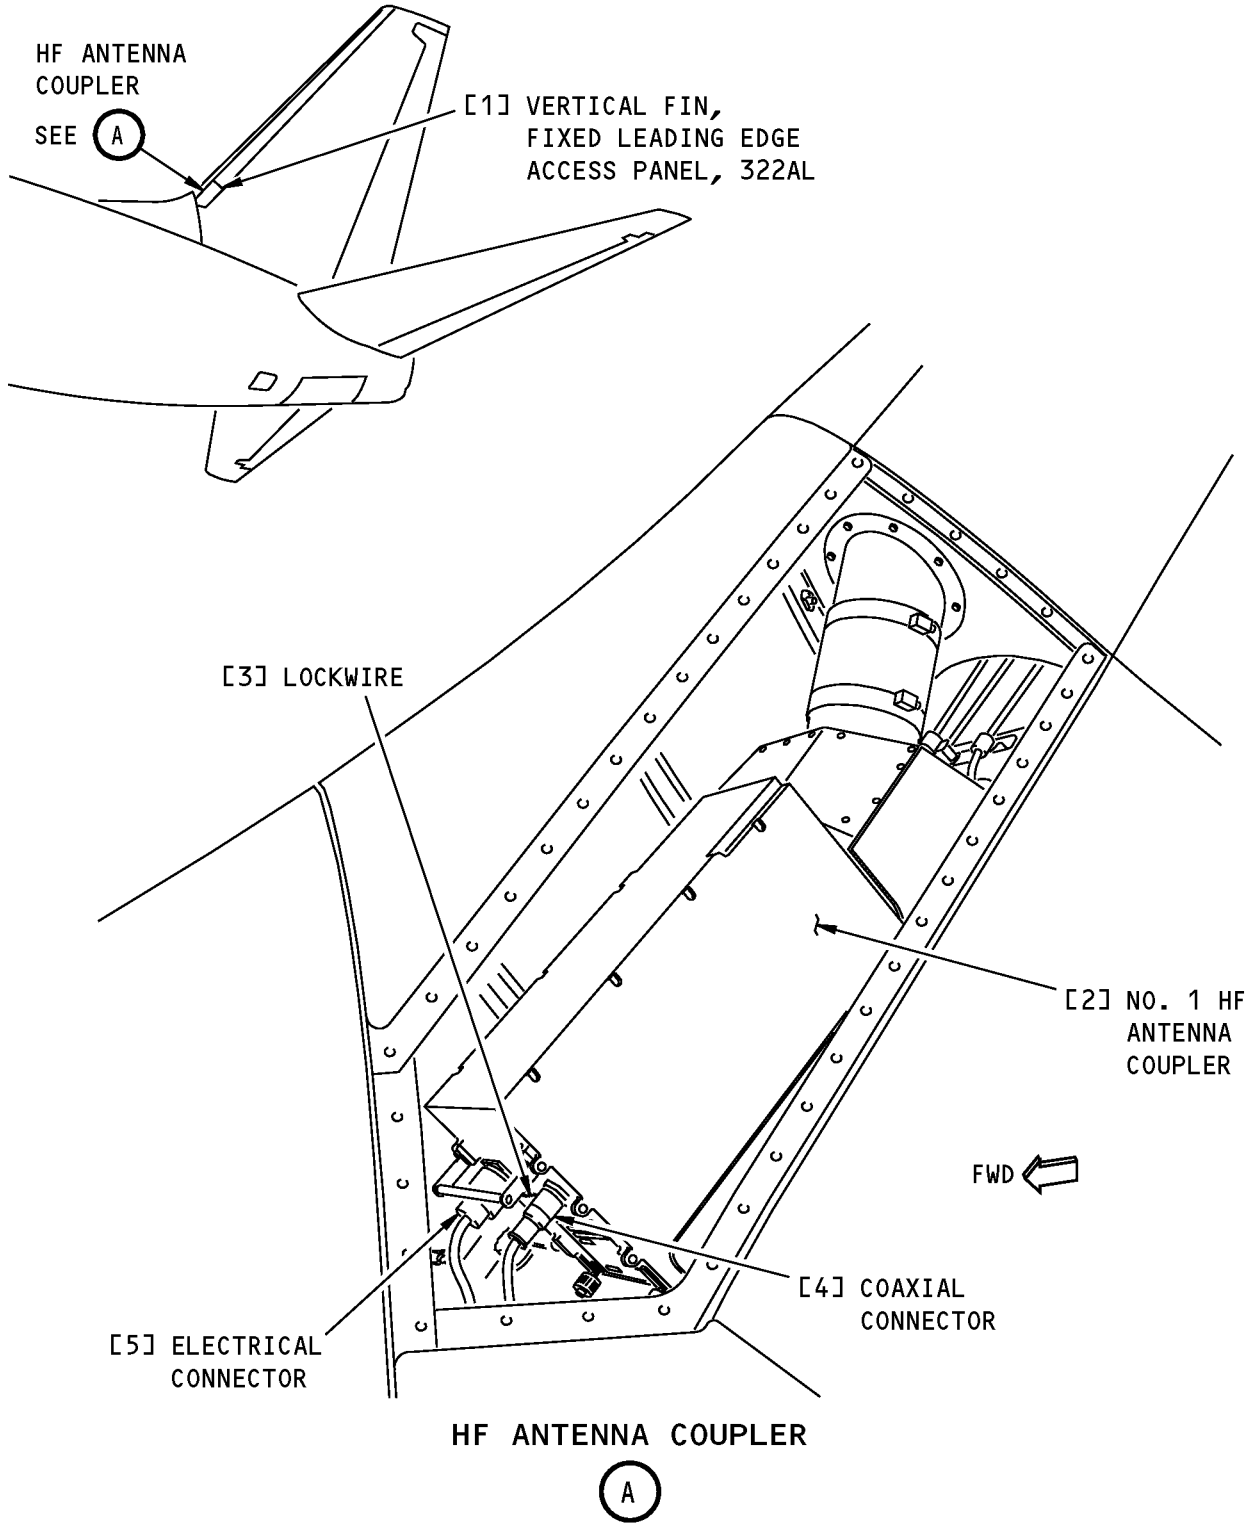 HF ANTENNA
COUPLER
SEE A
[1] VERTICAL FIN,
FIXED LEADING EDGE
ACCESS PANEL, 322AL
[3] LOCKWIRE
[2] NO. 1 HF
ANTENNA
COUPLER
FWD
[4] COAXIAL
CONNECTOR
[5] ELECTRICAL
CONNECTOR
HF ANTENNA COUPLER
A